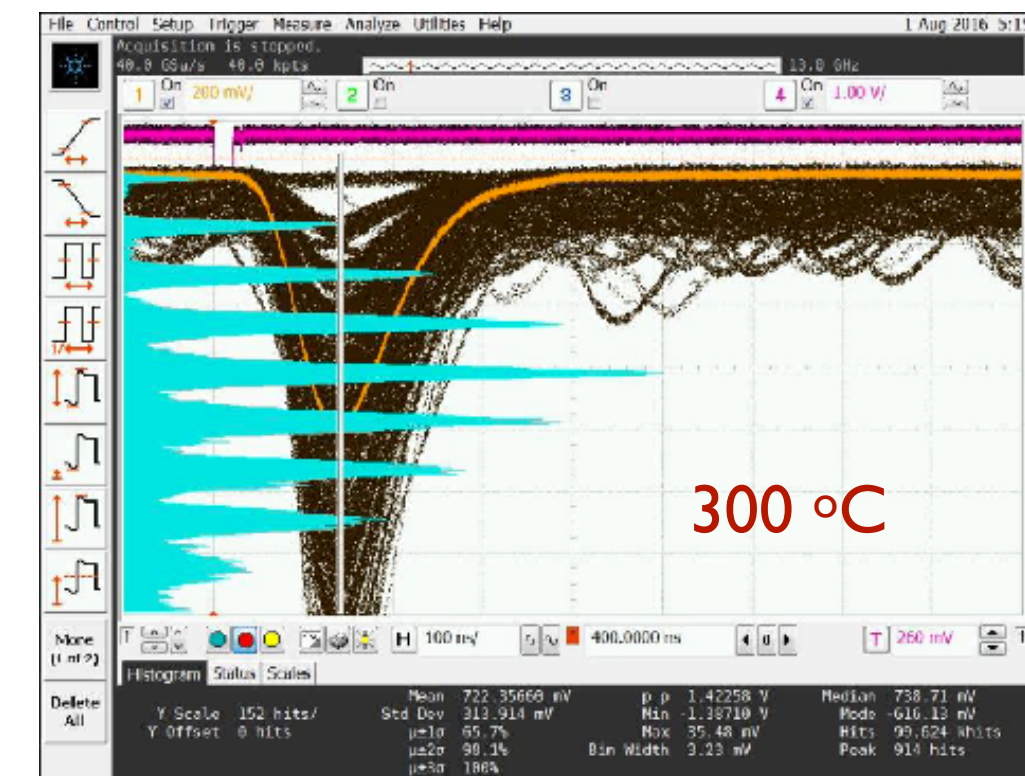 File Control Setup Trigger Measure Analyze Utilities Help 1 Aug 2016 5:15
Acquisition is stopped.
40.0 GSa/s 40.0 kpts 13.0 GHz
1 On 200 mV/ 2 On 3 On 4 On 1.00 V/
300 °C
More
(1 of 2)
Delete
All
H 100 ns/ 400.0000 ns 0 T 260 mV
Histogram Status Scales
Mean 722.35660 mV p p 1.42258 V Median 738.71 mV
Y Scale 152 hits/ Std Dev 313.914 mV Min -1.38710 V Mode -616.13 mV
Y Offset 0 hits μ±1σ 65.7% Max 35.48 mV Hits 99.624 khits
μ±2σ 98.1% Bin Width 3.23 mV Peak 914 hits
μ±3σ 100%